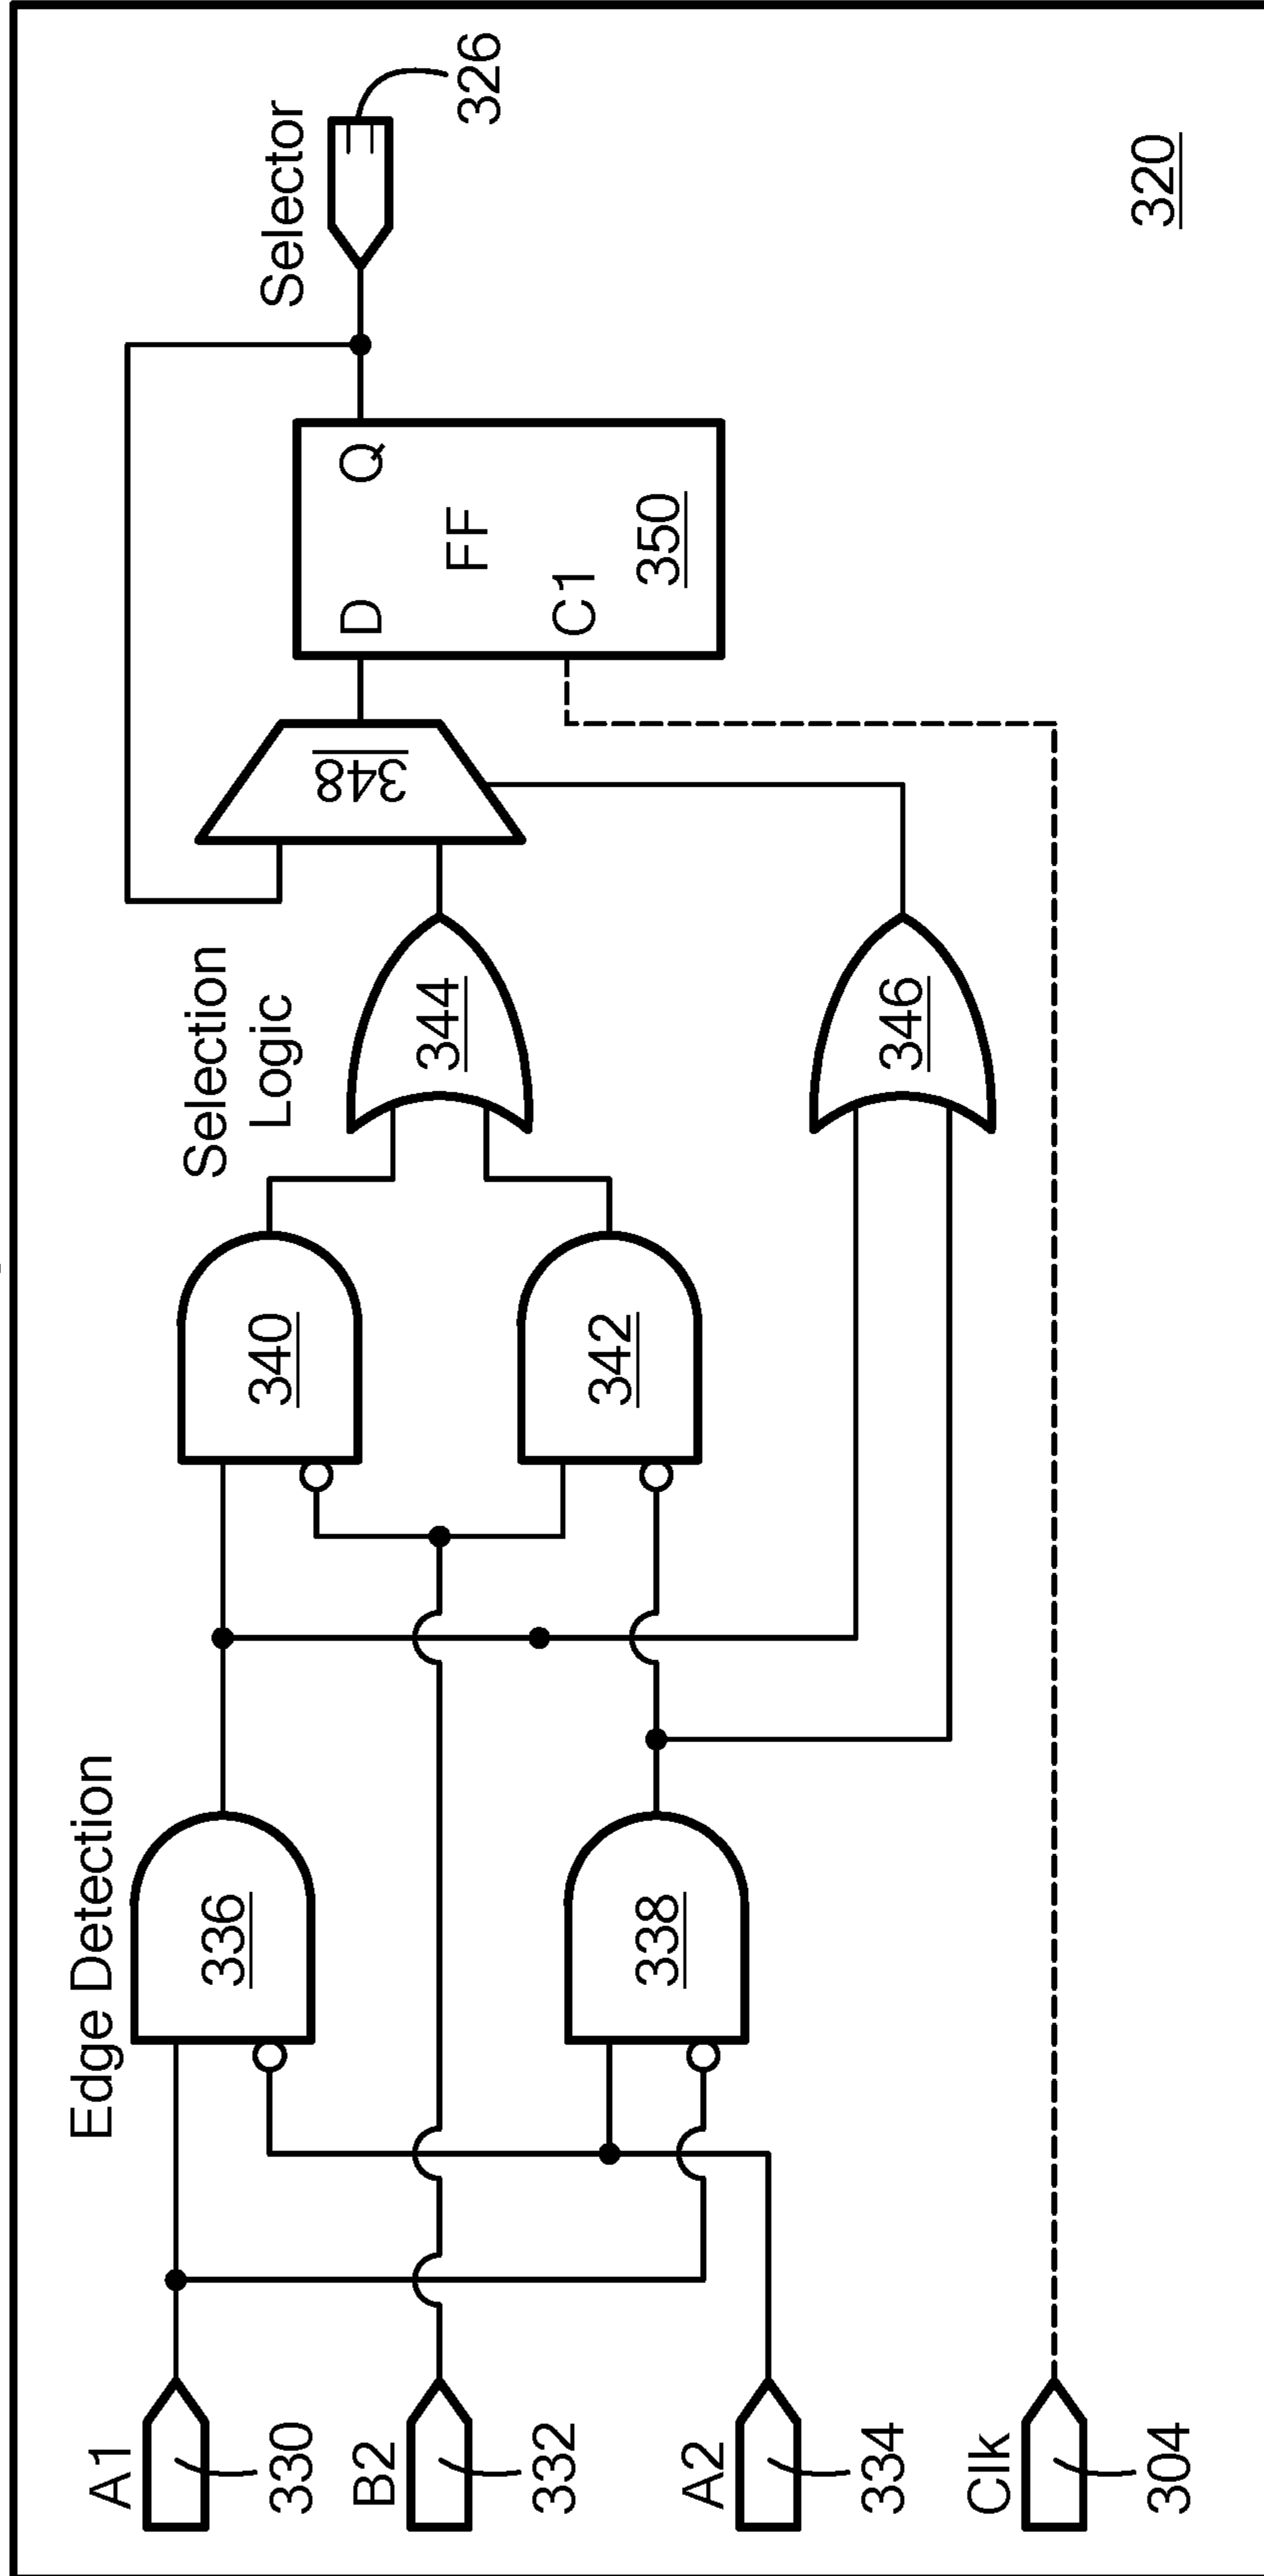 Edge Detection
Selection
Logic
Selector
A1
330
B2
332
A2
334
Clk
304
336
338
340
342
344
346
348
D
Q
FF
C1
350
326
320